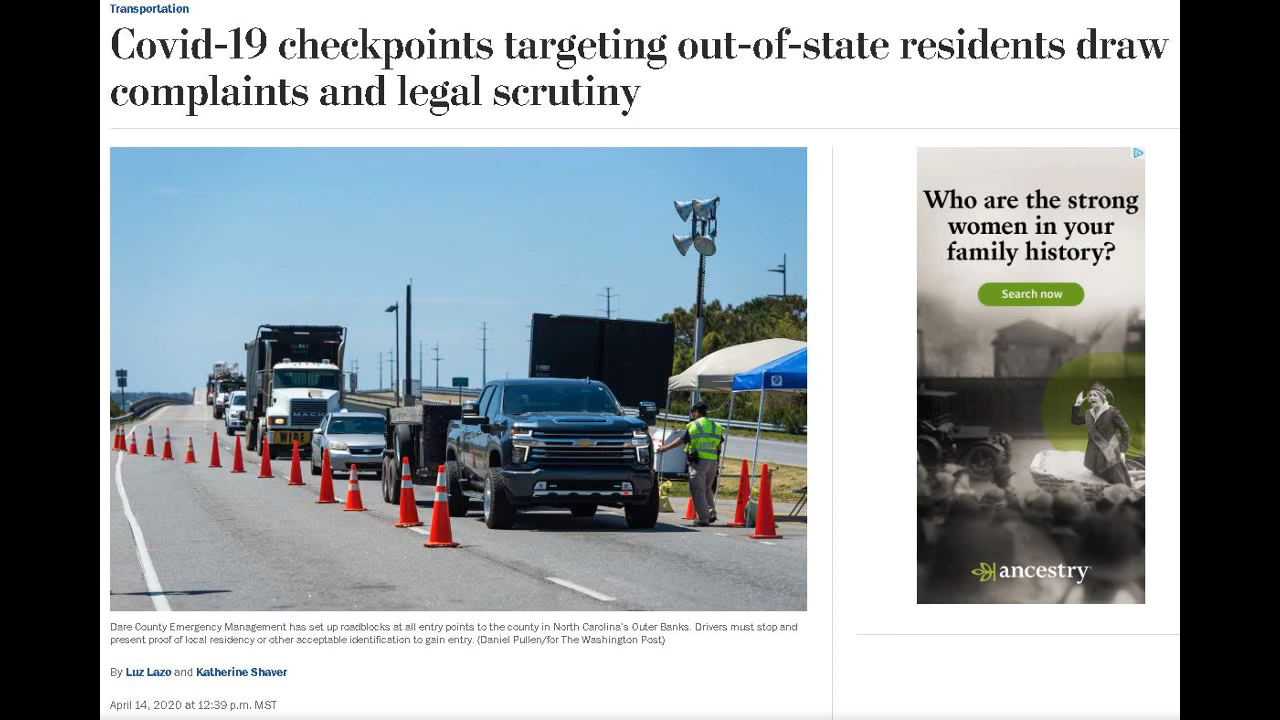 Transportation
Covid-19 checkpoints targeting out-of-state residents draw
complaints and legal scrutiny
Who are the strong
women in your
family history?
Search now
MACK
WIDE
ancestry
Dare County Emergency Management has set up roadblocks at all entry points to the county in North Carolina's Outer Banks. Drivers must stop and
present proof of local residency or other acceptable identification to gain entry. (Daniel Pullen/for The Washington Post)
By Luz Lazo and Katherine Shaver
April 14, 2020 at 12:39 p.m. MST